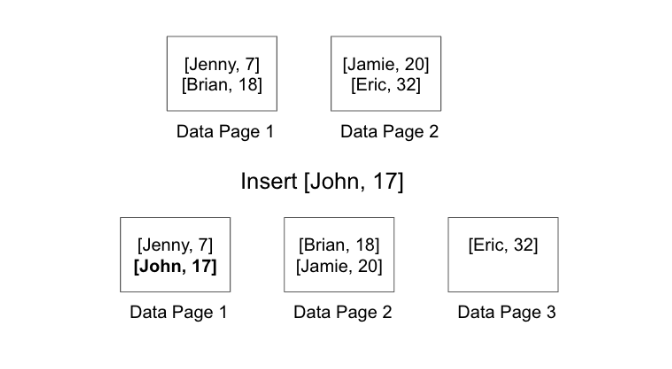 [Jenny, 7]
[Brian, 18]
Data Page 1
[Jamie, 20]
[Eric, 32]
Data Page 2
Insert [John, 17]
[Jenny, 7]
[John, 17]
Data Page 1
[Brian, 18]
[Jamie, 20]
Data Page 2
[Eric, 32]
Data Page 3